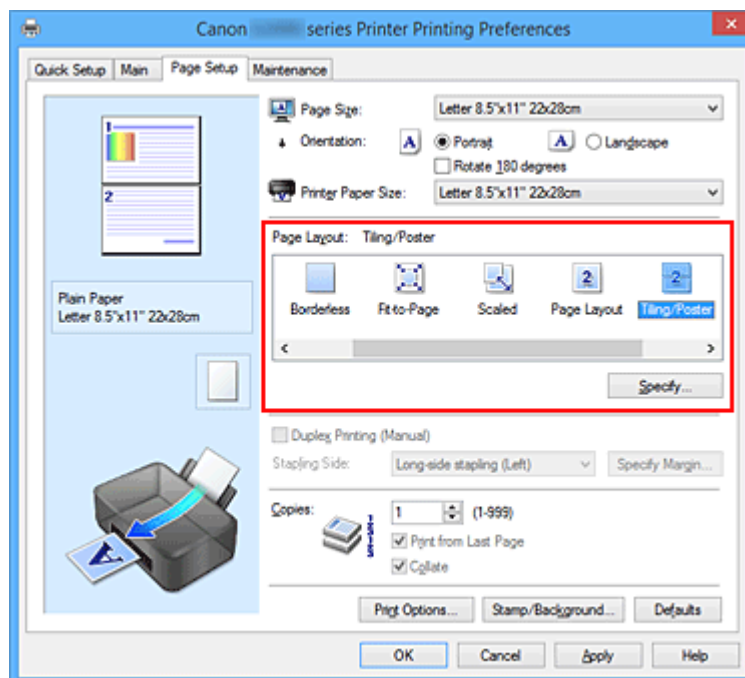 Canon series Printer Printing Preferences
Quick Setup Main Page Setup Maintenance
1
2
Plain Paper
Letter 8.5"x11" 22x28cm
A
Page Size: Letter 8.5"x11" 22x28cm
Orientation: A Portrait A Landscape
Rotate 180 degrees
Printer Paper Size: Letter 8.5"x11" 22x28cm
Page Layout: Tiling/Poster
2 2
Borderless Fit-to-Page Scaled Page Layout Tiling/Poster
Specify...
Duplex Printing (Manual)
Stapling Side: Long-side stapling (Left) Specify Margin...
Copies: 1 (1-999)
Print from Last Page
Collate
Print Options... Stamp/Background... Defaults
OK Cancel Apply Help